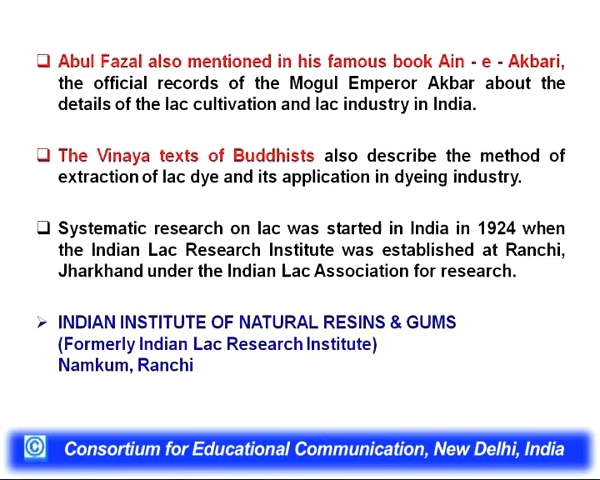 Abul Fazal also mentioned in his famous book Ain - e - Akbari,
the official records of the Mogul Emperor Akbar about the
details of the lac cultivation and lac industry in India.
The Vinaya texts of Buddhists also describe the method of
extraction of lac dye and its application in dyeing industry.
Systematic research on lac was started in India in 1924 when
the Indian Lac Research Institute was established at Ranchi,
Jharkhand under the Indian Lac Association for research.
INDIAN INSTITUTE OF NATURAL RESINS & GUMS
(Formerly Indian Lac Research Institute)
Namkum, Ranchi
© Consortium for Educational Communication, New Delhi, India